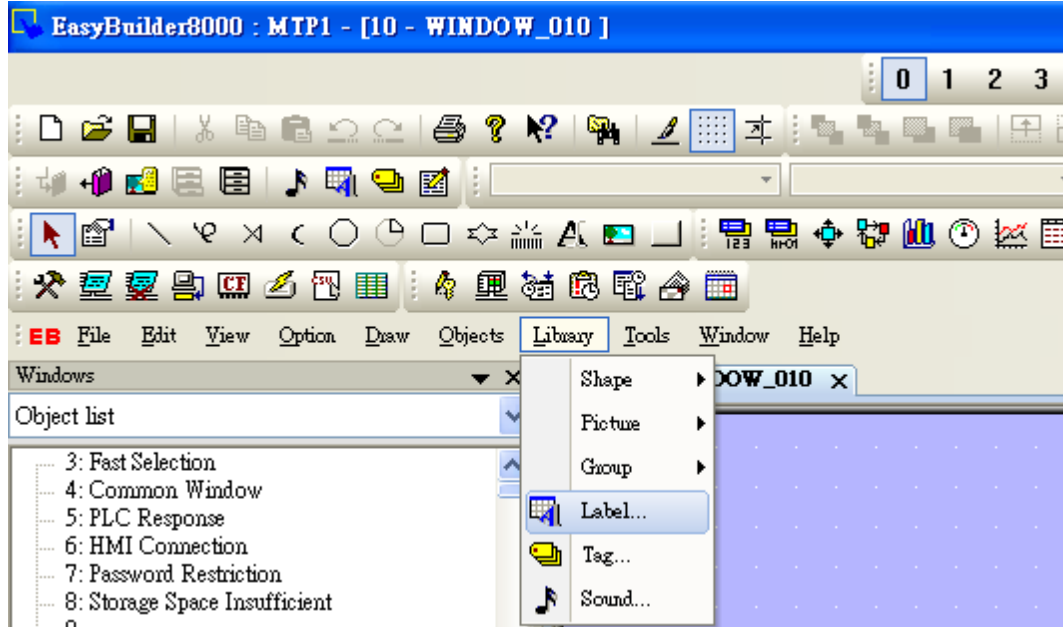 EasyBuilder8000 : MTP1 - [10 - WINDOW_010 ]
0 1 2 3
EB File Edit View Option Draw Objects Library Tools Window Help
Windows
Object list
3: Fast Selection
4: Common Window
5: PLC Response
6: HMI Connection
7: Password Restriction
8: Storage Space Insufficient
Shape
Picture
Group
Label...
Tag...
Sound...
DOW_010